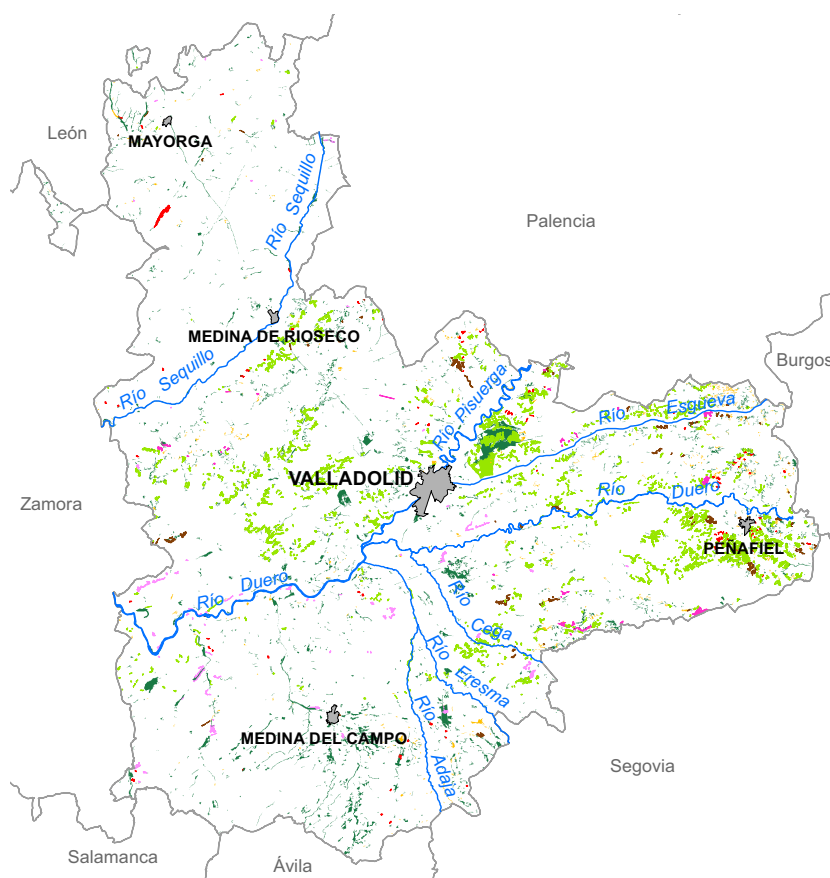 León
MAYORGA
Río Sequillo
Palencia
MEDINA DE RIOSECO
Río Sequillo
Río Pisuerga
Burgos
Río Esgueva
VALLADOLID
Río Duero
Zamora
PEÑAFIEL
Río Duero
Río Cega
Río Eresma
MEDINA DEL CAMPO
Río Adaja
Segovia
Salamanca
Ávila